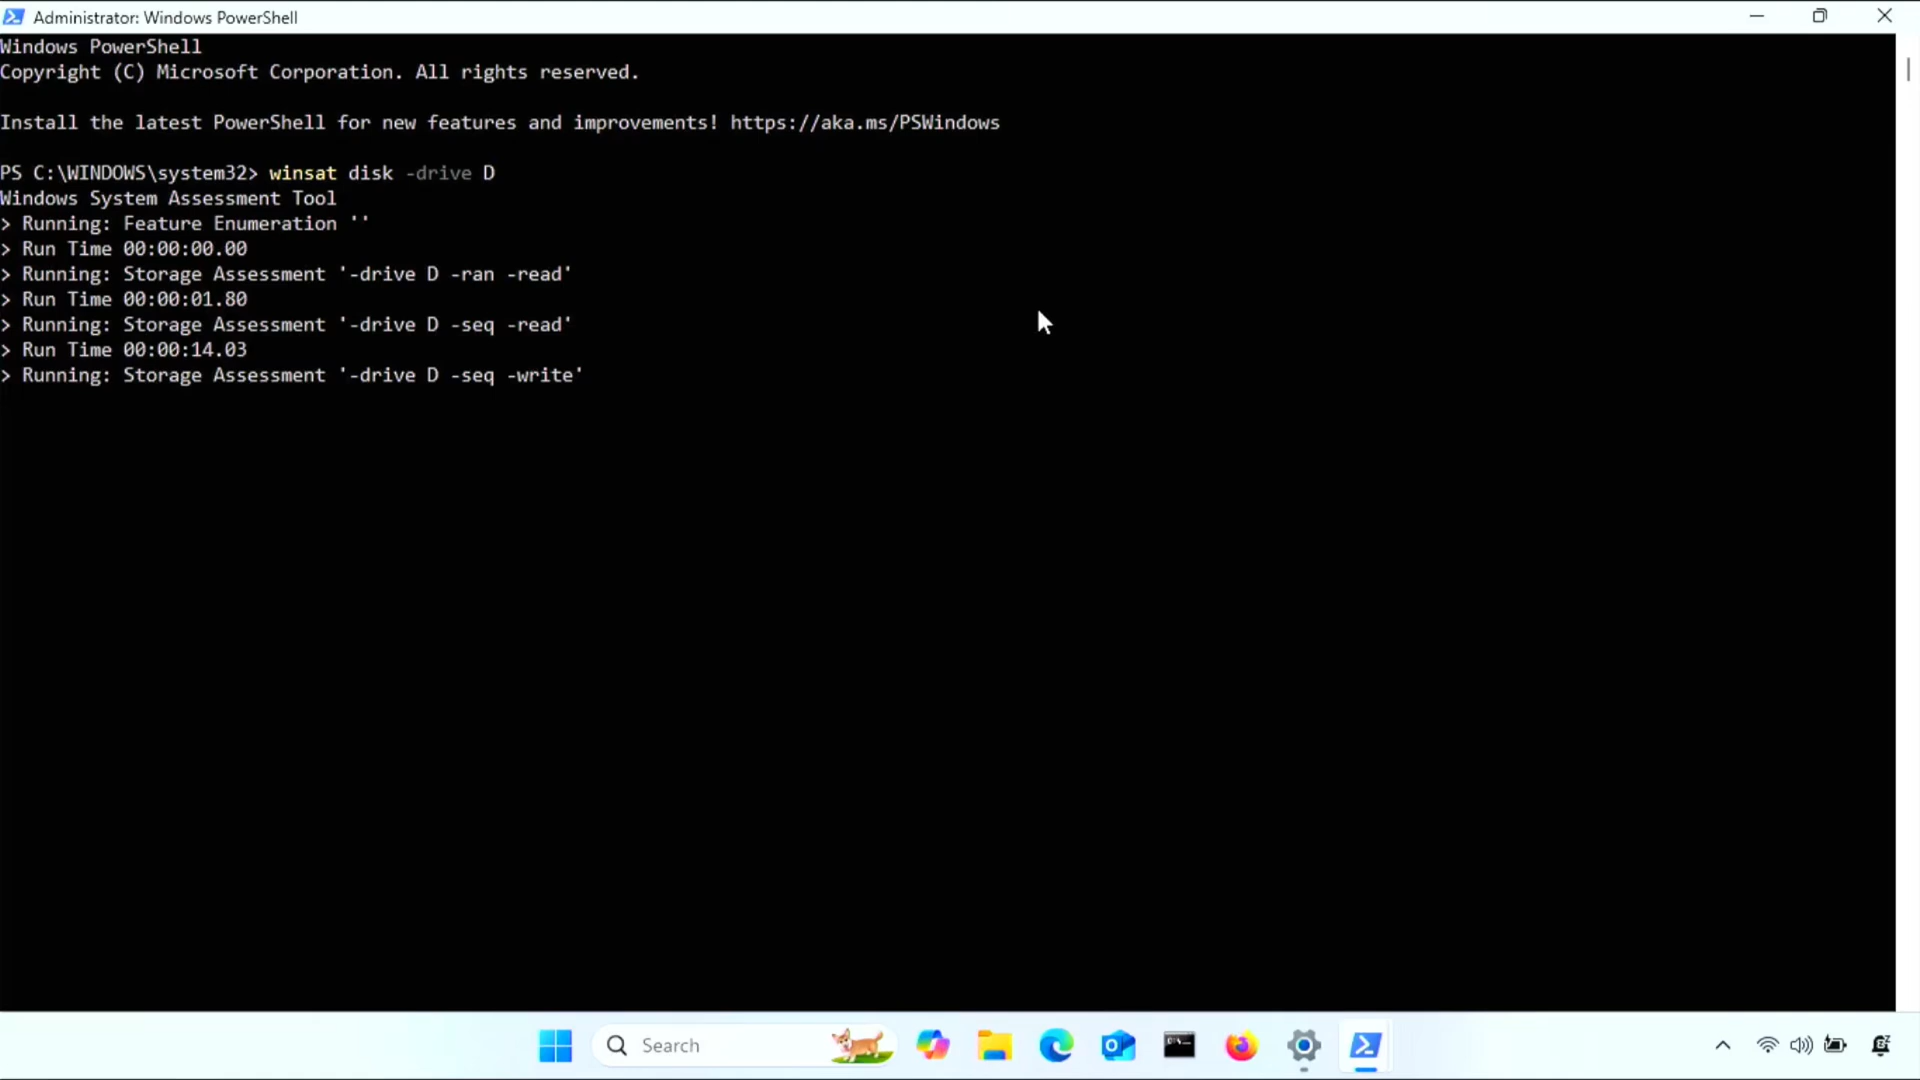 Administrator: Windows PowerShell
Windows PowerShell
Copyright (C) Microsoft Corporation. All rights reserved.
Install the latest PowerShell for new features and improvements! https://aka.ms/PSWindows
PS C:\WINDOWS\system32> winsat disk -drive D
Windows System Assessment Tool
> Running: Feature Enumeration ''
> Run Time 00:00:00.00
> Running: Storage Assessment '-drive D -ran -read'
> Run Time 00:00:01.80
> Running: Storage Assessment '-drive D -seq -read'
> Run Time 00:00:14.03
> Running: Storage Assessment '-drive D -seq -write'
Search